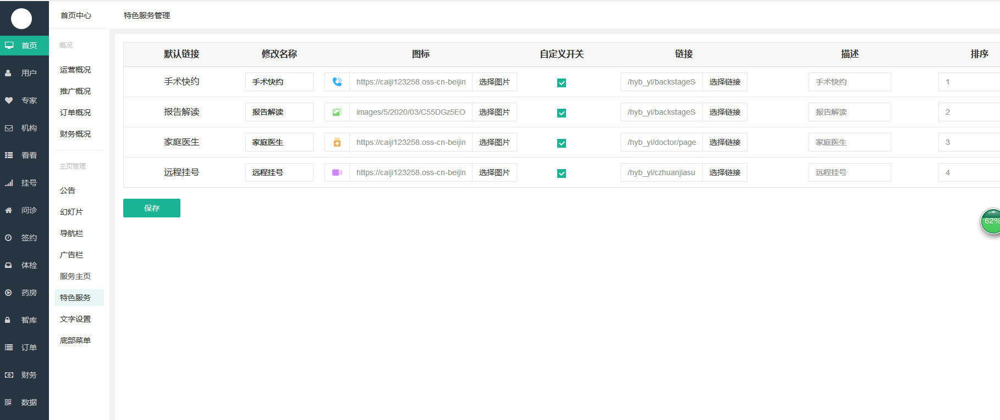 首页中心
特色服务管理
首页
用户
专家
机构
看看
挂号
问诊
签约
体检
药房
智库
订单
财务
数据
概况
运营概况
推广概况
订单概况
财务概况
主页管理
公告
幻灯片
导航栏
广告栏
服务主页
特色服务
文字设置
底部菜单
默认链接 修改名称 图标 自定义开关 链接 描述 排序
手术快约 手术快约 https://caiji123258.oss-cn-beijin 选择图片 /hyb_yl/backstageS 选择链接 手术快约 1
报告解读 报告解读 images/5/2020/03/C55DGz5EO 选择图片 /hyb_yl/backstageS 选择链接 报告解读 2
家庭医生 家庭医生 https://caiji123258.oss-cn-beijin 选择图片 /hyb_yl/doctor/page 选择链接 家庭医生 3
远程挂号 远程挂号 https://caiji123258.oss-cn-beijin 选择图片 /hyb_yl/czhuanjiasu 选择链接 远程挂号 4
保存
62%